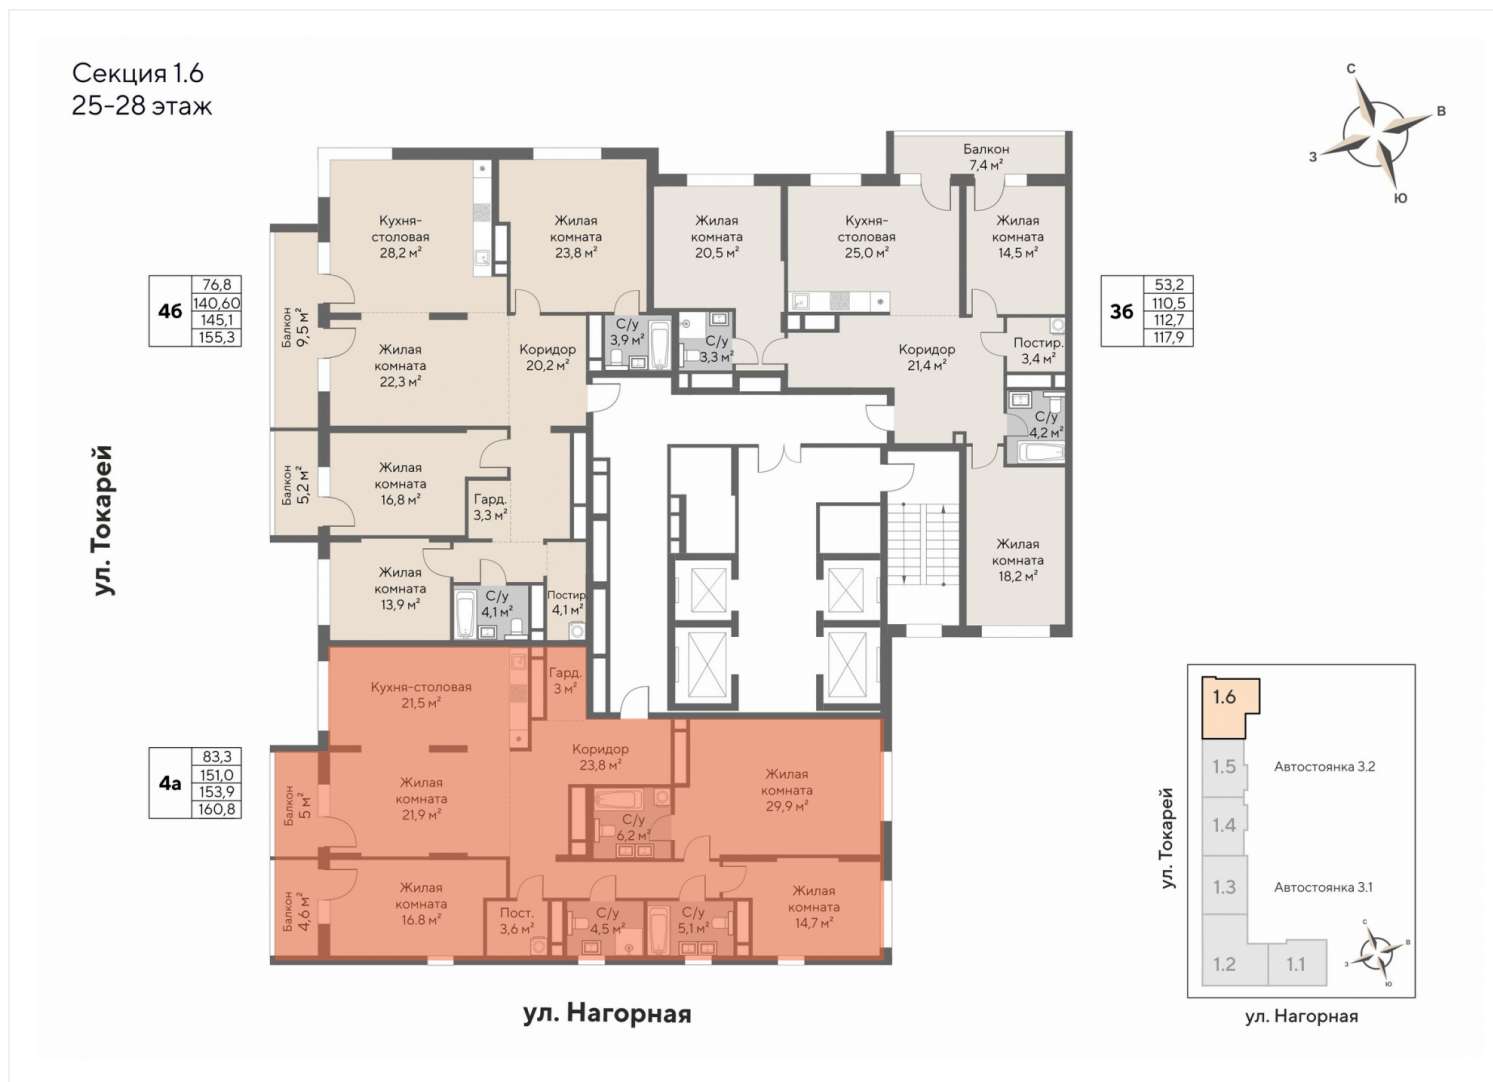 Секция 1.6
25-28 этаж
С
В
З
Ю
Балкон
7,4 м²
Кухня-
столовая
28,2 м²
Жилая
комната
23,8 м²
Жилая
комната
20,5 м²
Кухня-
столовая
25,0 м²
Жилая
комната
14,5 м²
4б
76,8
140,60
145,1
155,3
3б
53,2
110,5
112,7
117,9
Балкон
9,5 м²
Жилая
комната
22,3 м²
Коридор
20,2 м²
С/у
3,9 м²
С/у
3,3 м²
Коридор
21,4 м²
Постир.
3,4 м²
С/у
4,2 м²
ул. Токарей
Балкон
5,2 м²
Жилая
комната
16,8 м²
Гард.
3,3 м²
Жилая
комната
18,2 м²
Жилая
комната
13,9 м²
С/у
4,1 м²
Постир.
4,1 м²
Кухня-столовая
21,5 м²
Гард.
3 м²
4а
83,3
151,0
153,9
160,8
Балкон
5 м²
Жилая
комната
21,9 м²
Коридор
23,8 м²
Жилая
комната
29,9 м²
С/у
6,2 м²
Балкон
4,6 м²
Жилая
комната
16.8 м²
Пост.
3,6 м²
С/у
4,5 м²
С/у
5,1 м²
Жилая
комната
14,7 м²
ул. Нагорная
1.6
1.5
Автостоянка 3.2
1.4
1.3
Автостоянка 3.1
1.2
1.1
С
В
З
Ю
ул. Токарей
ул. Нагорная